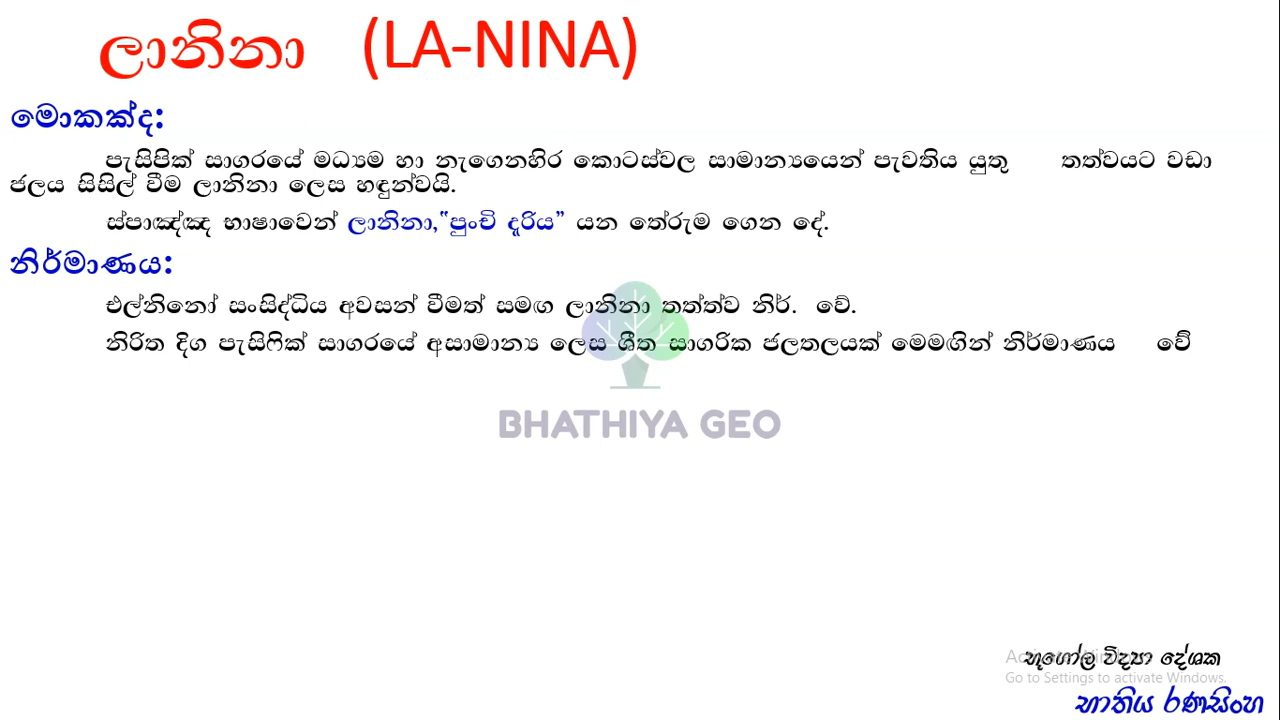 ලානිනා (LA-NINA)
මොකක්ද:
පැසිපික් සාගරයේ මධ්‍යම හා නැගෙනහිර කොටස්වල සාමාන්‍යයෙන් පැවතිය යුතු තත්වයට වඩා
ජලය සිසිල් වීම ලානිනා ලෙස හඳුන්වයි.
ස්පාඤ්ඤ භාෂාවෙන් ලානිනා,“පුංචි දූරිය” යන තේරුම ගෙන දේ.
නිර්මාණය:
එල්නිනෝ සංසිද්ධිය අවසන් වීමත් සමඟ ලානිනා තත්ත්ව නිර්. වේ.
නිරිත දිග පැසිෆික් සාගරයේ අසාමාන්‍ය ලෙස ශීත සාගරික ජලතලයක් මෙමඟින් නිර්මාණය වේ
BHATHIYA GEO
Activate Windows
භූගෝල විද්‍යා දේශක
Go to Settings to activate Windows.
භාතිය රණසිංහ